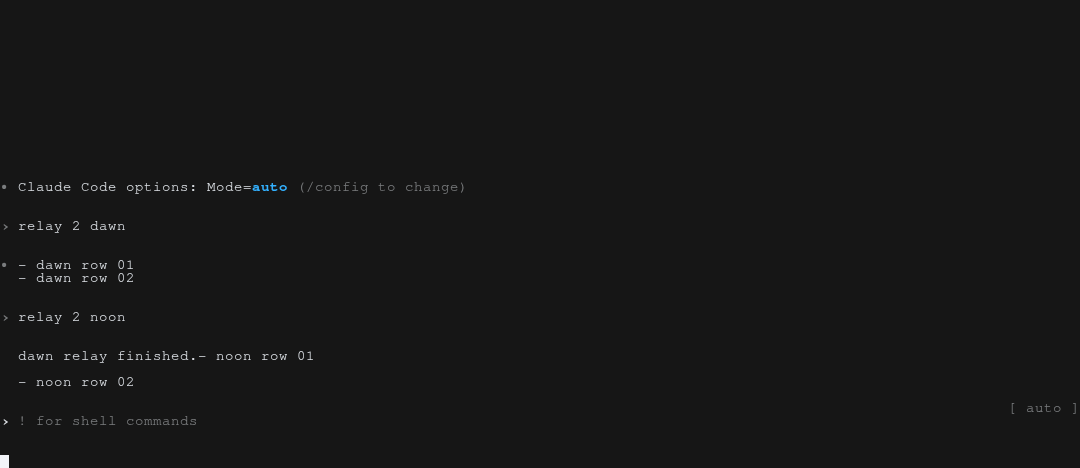 • Claude Code options: Mode=auto (/config to change)
› relay 2 dawn
• - dawn row 01
- dawn row 02
› relay 2 noon
dawn relay finished.- noon row 01
- noon row 02
[ auto ]
› ! for shell commands